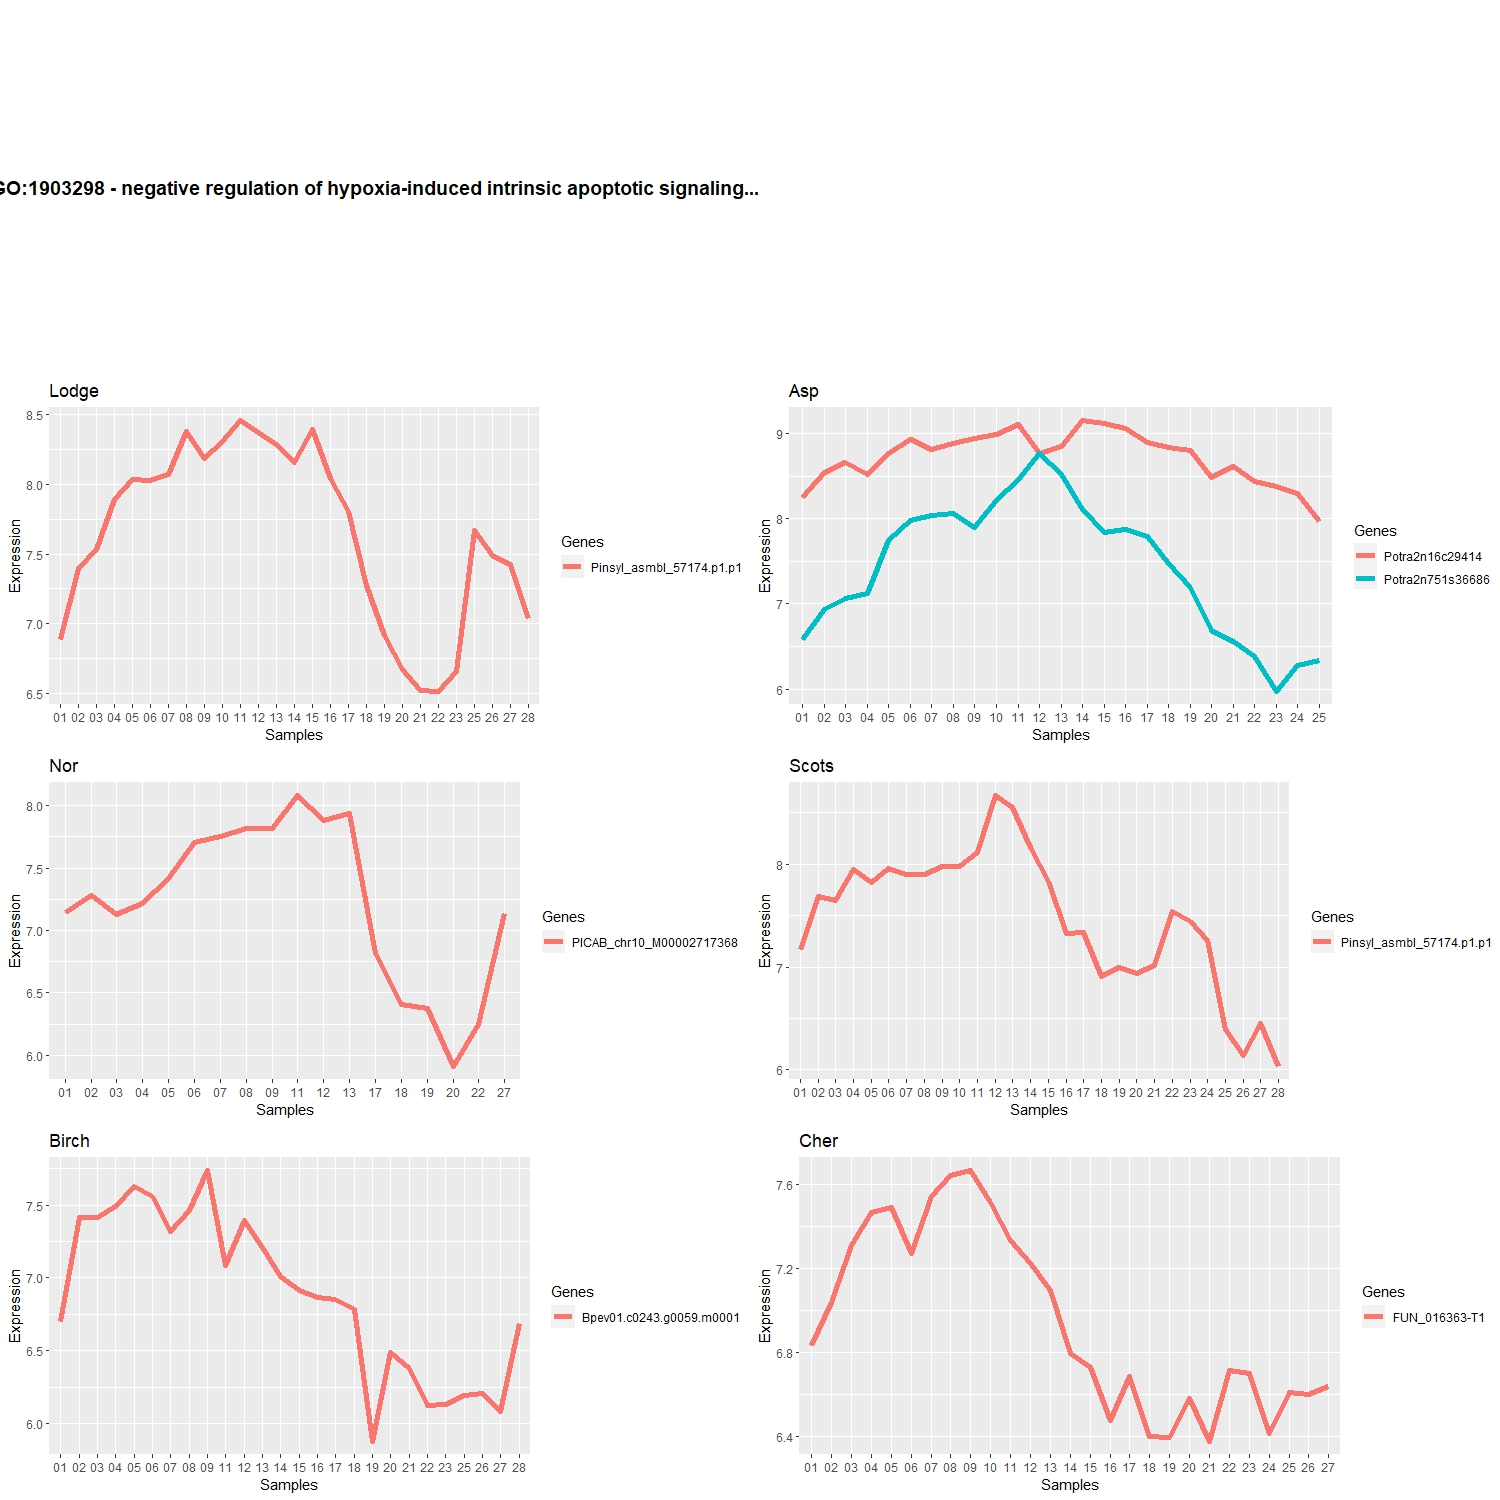 GO:1903298 - negative regulation of hypoxia-induced intrinsic apoptotic signaling...
Lodge
Expression
8.5
8.0
7.5
7.0
6.5
01 02 03 04 05 06 07 08 09 10 11 12 13 14 15 16 17 18 19 20 21 22 23 25 26 27 28
Samples
Genes
Pinsyl_asmbl_57174.p1.p1
Asp
Expression
9
8
7
6
01 02 03 04 05 06 07 08 09 10 11 12 13 14 15 16 17 18 19 20 21 22 23 24 25
Samples
Genes
Potra2n16c29414
Potra2n751s36686
Nor
Expression
8.0
7.5
7.0
6.5
6.0
01 02 03 04 05 06 07 08 09 11 12 13 17 18 19 20 22 27
Samples
Genes
PICAB_chr10_M00002717368
Scots
Expression
8
7
6
01 02 03 04 05 06 07 08 09 10 11 12 13 14 15 16 17 18 19 20 21 22 23 24 25 26 27 28
Samples
Genes
Pinsyl_asmbl_57174.p1.p1
Birch
Expression
7.5
7.0
6.5
6.0
01 02 03 04 05 06 07 08 09 11 12 13 14 15 16 17 18 19 20 21 22 23 25 26 27 28
Samples
Genes
Bpev01.c0243.g0059.m0001
Cher
Expression
7.6
7.2
6.8
6.4
01 02 03 04 05 06 07 08 09 10 11 12 13 14 15 16 17 18 19 20 21 22 23 24 25 26 27
Samples
Genes
FUN_016363-T1